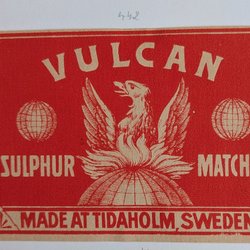 442
VULCAN
SULPHUR MATCH
MADE AT TIDAHOLM, SWEDEN